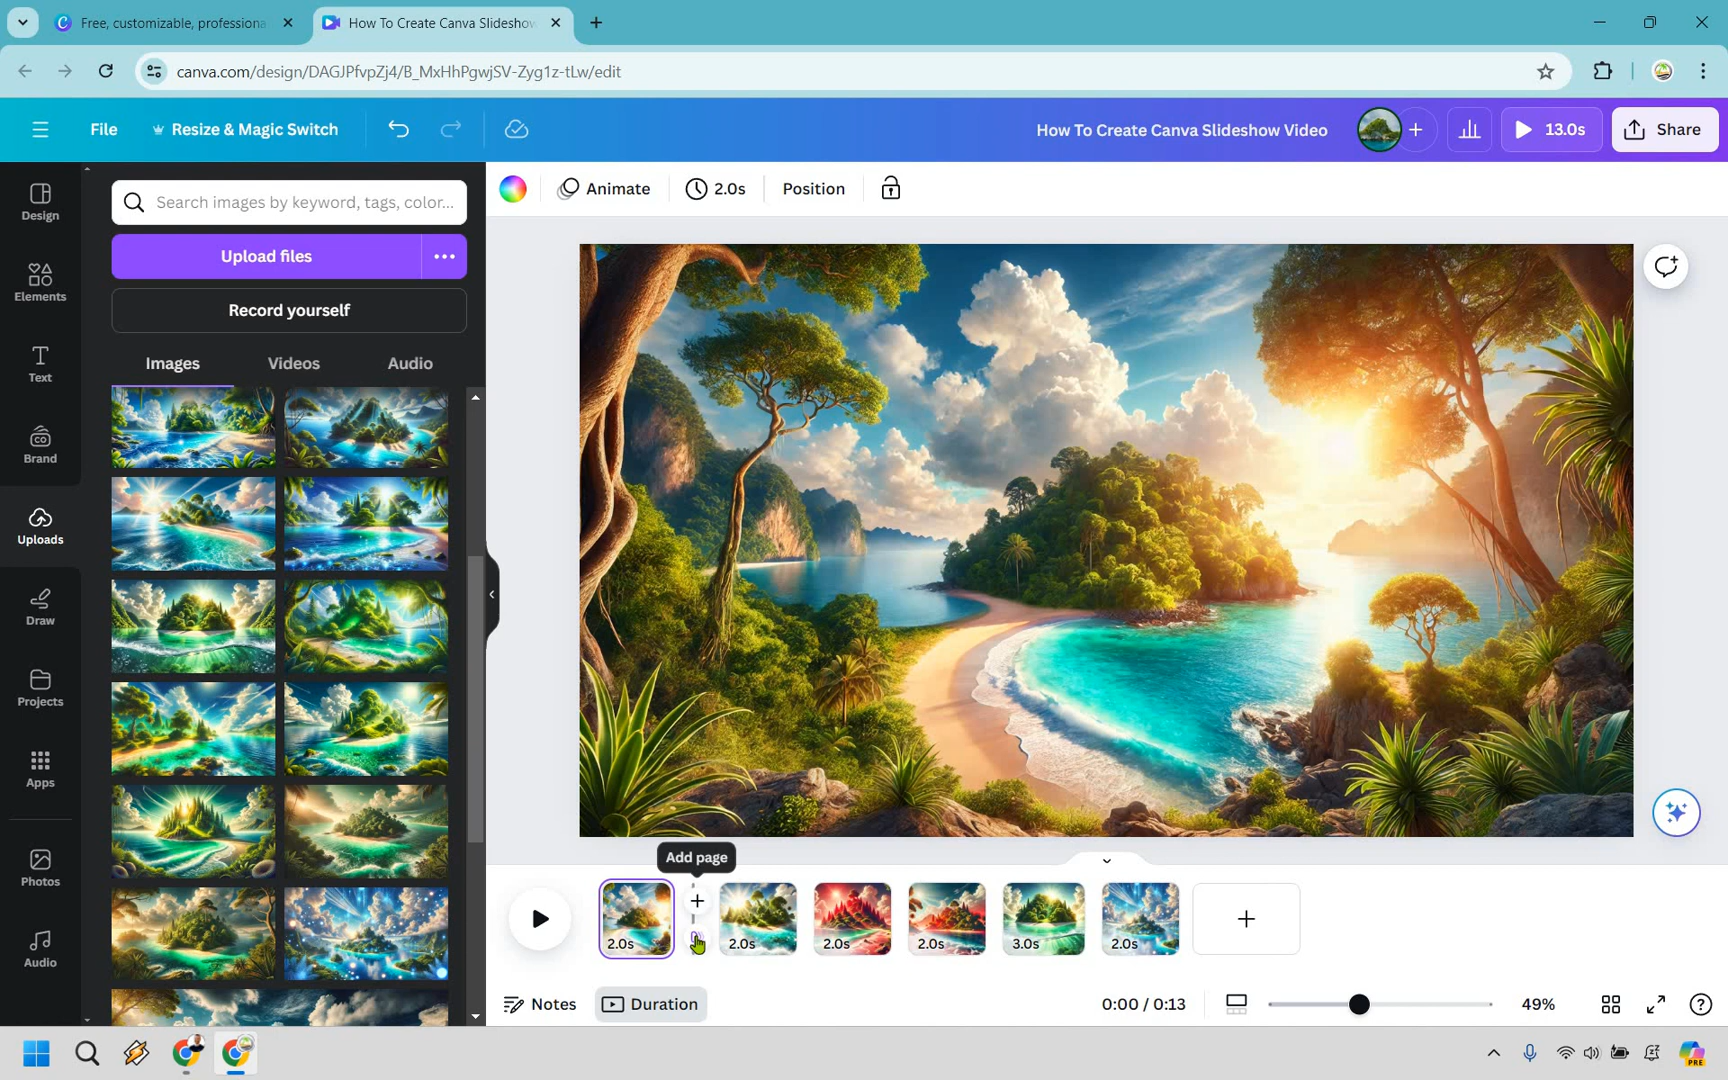 Free, customizable, professiona
How To Create Canva Slideshow
canva.com/design/DAGJPfvpZj4/B_MxHhPgwjSV-Zyg1z-tLw/edit
File
Resize & Magic Switch
How To Create Canva Slideshow Video
13.0s
Share
Design
Elements
Text
Brand
Uploads
Draw
Projects
Apps
Photos
Audio
Search images by keyword, tags, color...
Upload files
Record yourself
Images
Videos
Audio
Animate
2.0s
Position
Add page
2.0s
2.0s
2.0s
2.0s
3.0s
2.0s
Notes
Duration
0:00 / 0:13
49%
PRE